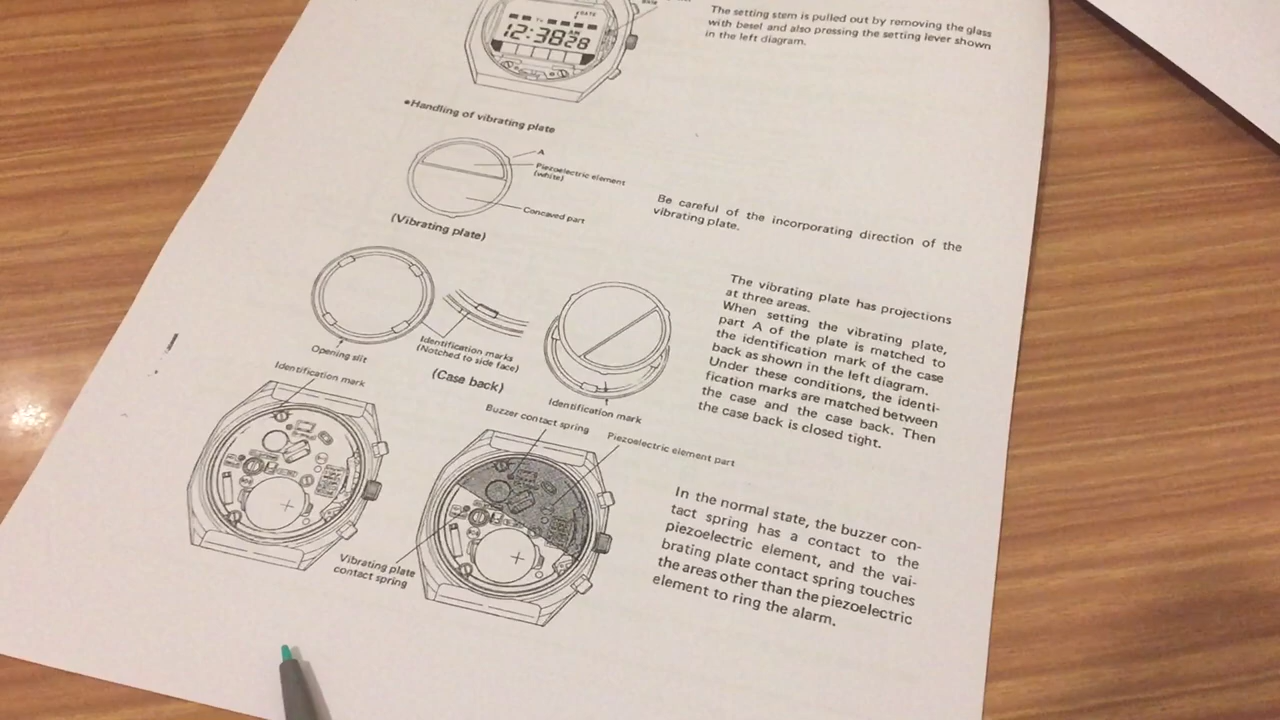 The setting stem is pulled out by removing the glass
with besel and also pressing the setting lever shown
in the left diagram.
DATE
12:38 28
•Handling of vibrating plate
A
Piezoelectric element
(white)
Concaved part
(Vibrating plate)
Be careful of the incorporating direction of the
vibrating plate.
Opening slit
Identification marks
(Notched to side face)
(Case back)
Identification mark
The vibrating plate has projections
at three areas.
When setting the vibrating plate,
part A of the plate is matched to
the identification mark of the case
back as shown in the left diagram.
Under these conditions, the identi-
fication marks are matched between
the case and the case back. Then
the case back is closed tight.
Identification mark
Buzzer contact spring
Piezoelectric element part
Vibrating plate
contact spring
In the normal state, the buzzer con-
tact spring has a contact to the
piezoelectric element, and the vai-
brating plate contact spring touches
the areas other than the piezoelectric
element to ring the alarm.